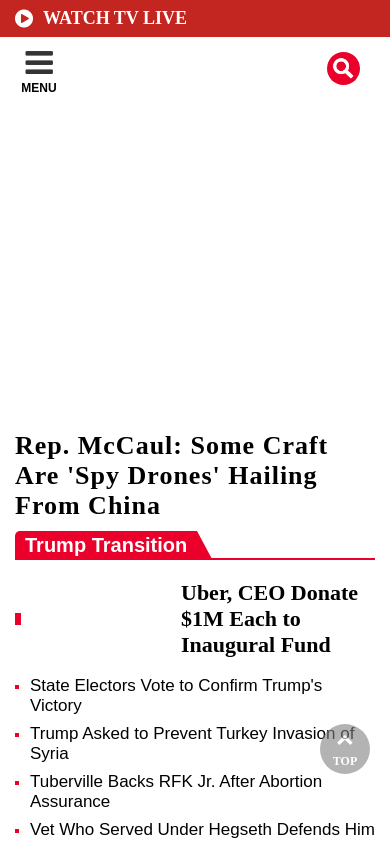 WATCH TV LIVE
MENU
Rep. McCaul: Some Craft
Are 'Spy Drones' Hailing
From China
Trump Transition
Uber, CEO Donate
$1M Each to
Inaugural Fund
State Electors Vote to Confirm Trump's
Victory
Trump Asked to Prevent Turkey Invasion of
Syria
TOP
Tuberville Backs RFK Jr. After Abortion
Assurance
Vet Who Served Under Hegseth Defends Him